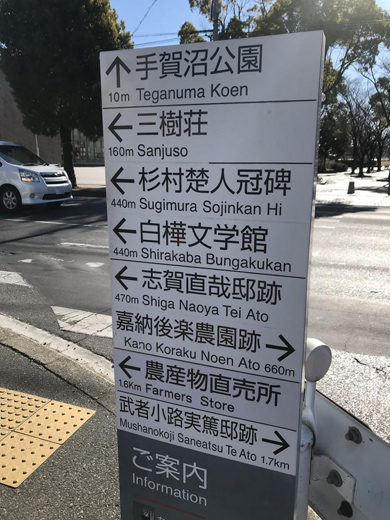 手賀沼公園
10m Teganuma Koen
三樹荘
160m Sanjuso
杉村楚人冠碑
440m Sugimura Sojinkan Hi
白樺文学館
440m Shirakaba Bungakukan
志賀直哉邸跡
470m Shiga Naoya Tei Ato
嘉納後楽農園跡
Kano Koraku Noen Ato 660m
農産物直売所
1.6km Farmers Store
武者小路実篤邸跡
Mushanokoji Saneatsu Te Ato 1.7km
ご案内
Information